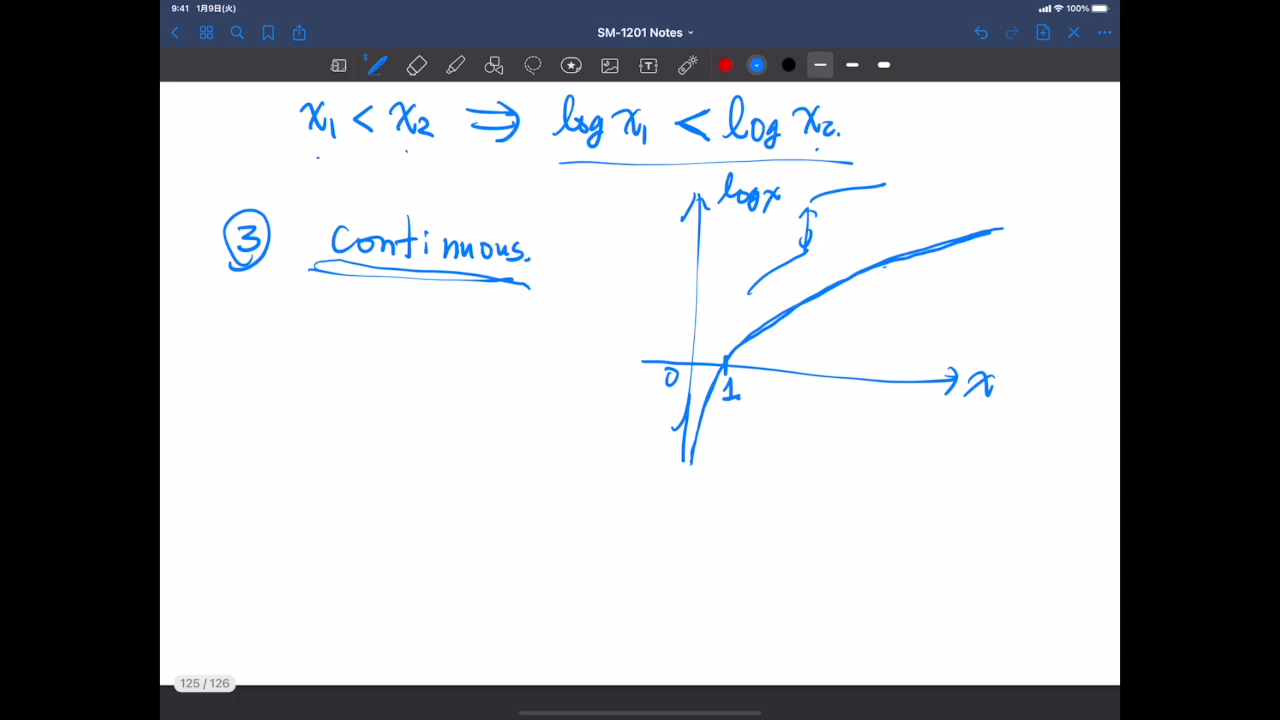 9:41 1月9日(火) 100%
SM-1201 Notes
x₁ < x₂ ⇒ log x₁ < log x₂.
log x
③ Continuous.
0 1 x
125 / 126